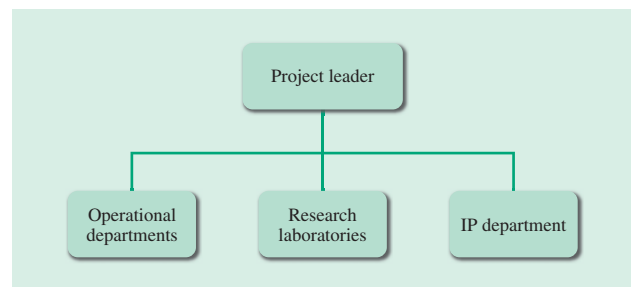 Project leader
Operational
departments
Research
laboratories
IP department